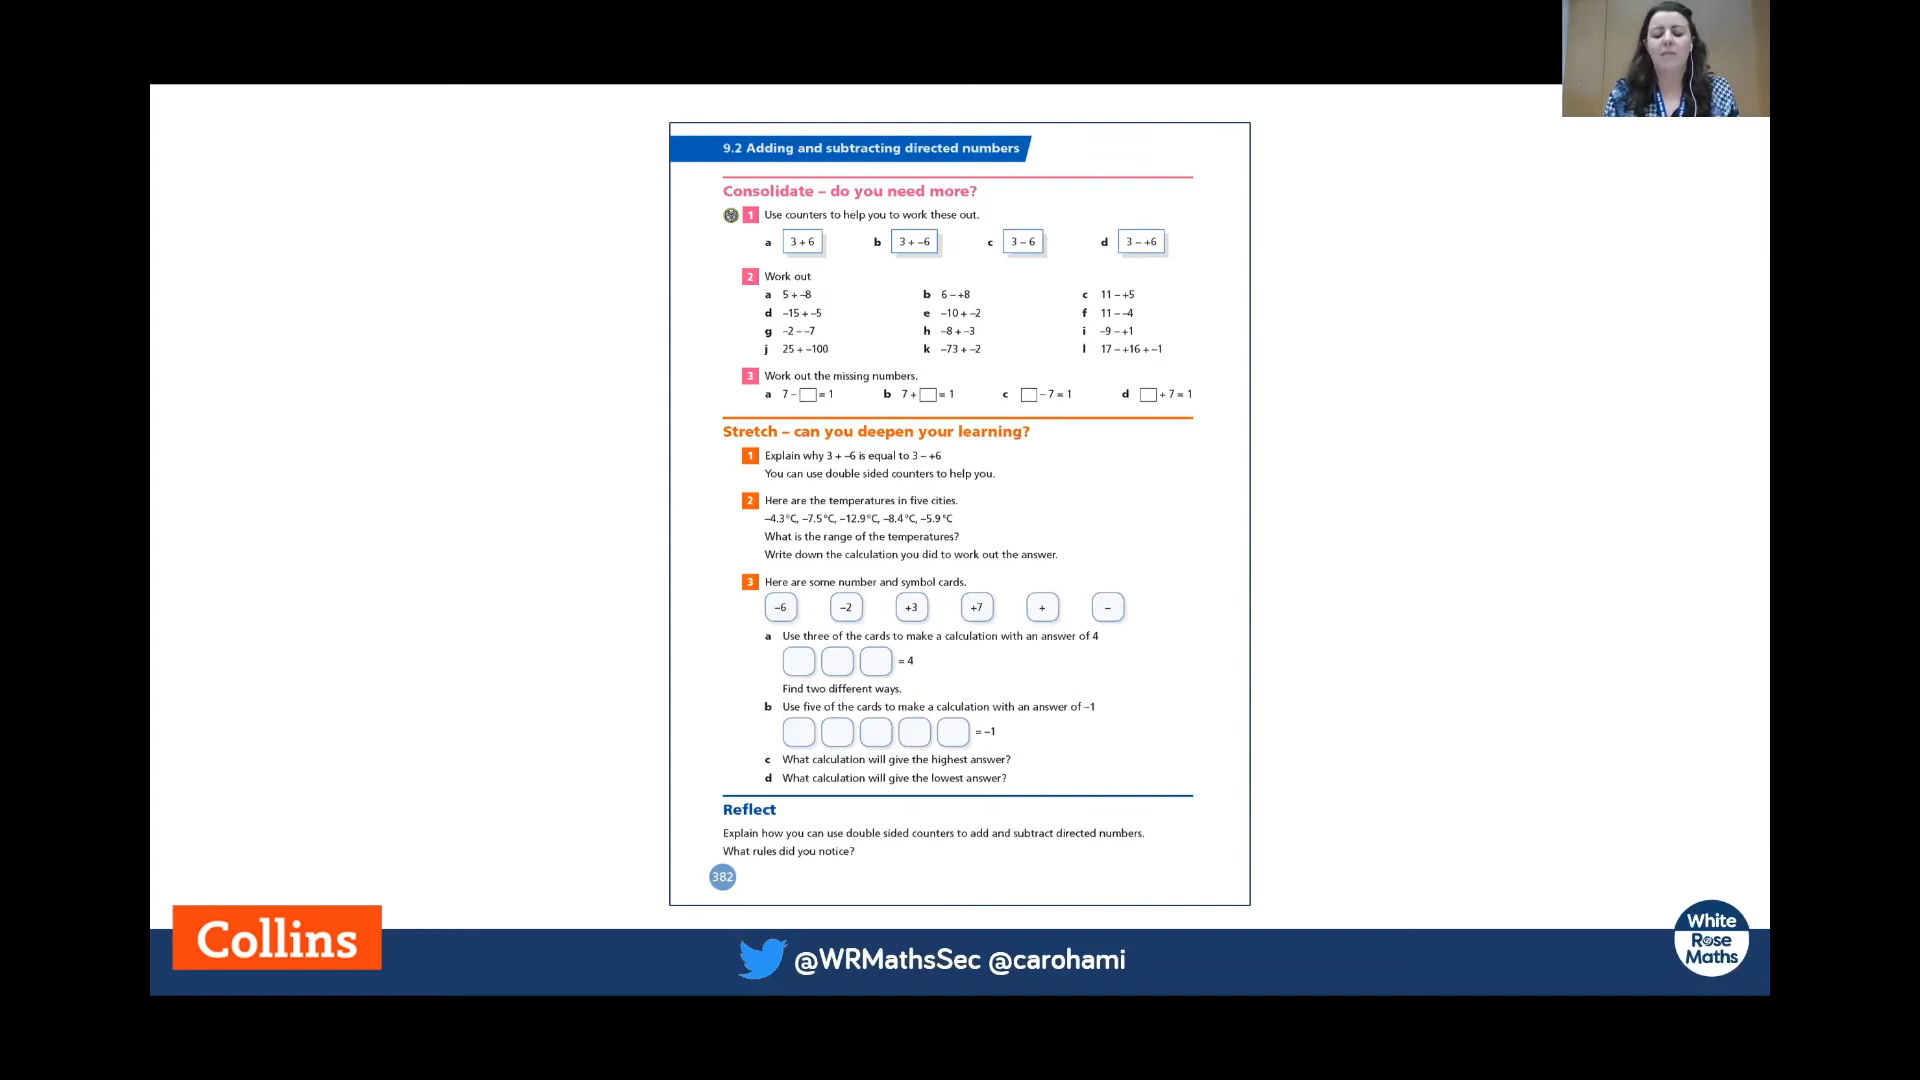 9.2 Adding and subtracting directed numbers
Consolidate – do you need more?
1 Use counters to help you to work these out.
a 3 + 6 b 3 + –6 c 3 – 6 d 3 – +6
2 Work out
a 5 + –8 b 6 – +8 c 11 – +5
d –15 + –5 e –10 + –2 f 11 – –4
g –2 – –7 h –8 + –3 i –9 – +1
j 25 + –100 k –73 + –2 l 17 – +16 + –1
3 Work out the missing numbers.
a 7 – = 1 b 7 + = 1 c – 7 = 1 d + 7 = 1
Stretch – can you deepen your learning?
1 Explain why 3 + –6 is equal to 3 – +6
You can use double sided counters to help you.
2 Here are the temperatures in five cities.
–4.3 °C, –7.5 °C, –12.9 °C, –8.4 °C, –5.9 °C
What is the range of the temperatures?
Write down the calculation you did to work out the answer.
3 Here are some number and symbol cards.
–6 –2 +3 +7 + –
a Use three of the cards to make a calculation with an answer of 4
= 4
Find two different ways.
b Use five of the cards to make a calculation with an answer of –1
= –1
c What calculation will give the highest answer?
d What calculation will give the lowest answer?
Reflect
Explain how you can use double sided counters to add and subtract directed numbers.
What rules did you notice?
382
Collins
@WRMathsSec @carohami
White
Rose
Maths